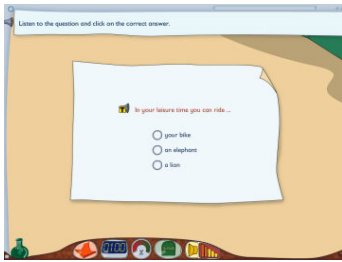 Listen to the question and click on the correct answer.
In your leisure time you can ride ...
your bike
an elephant
a lion